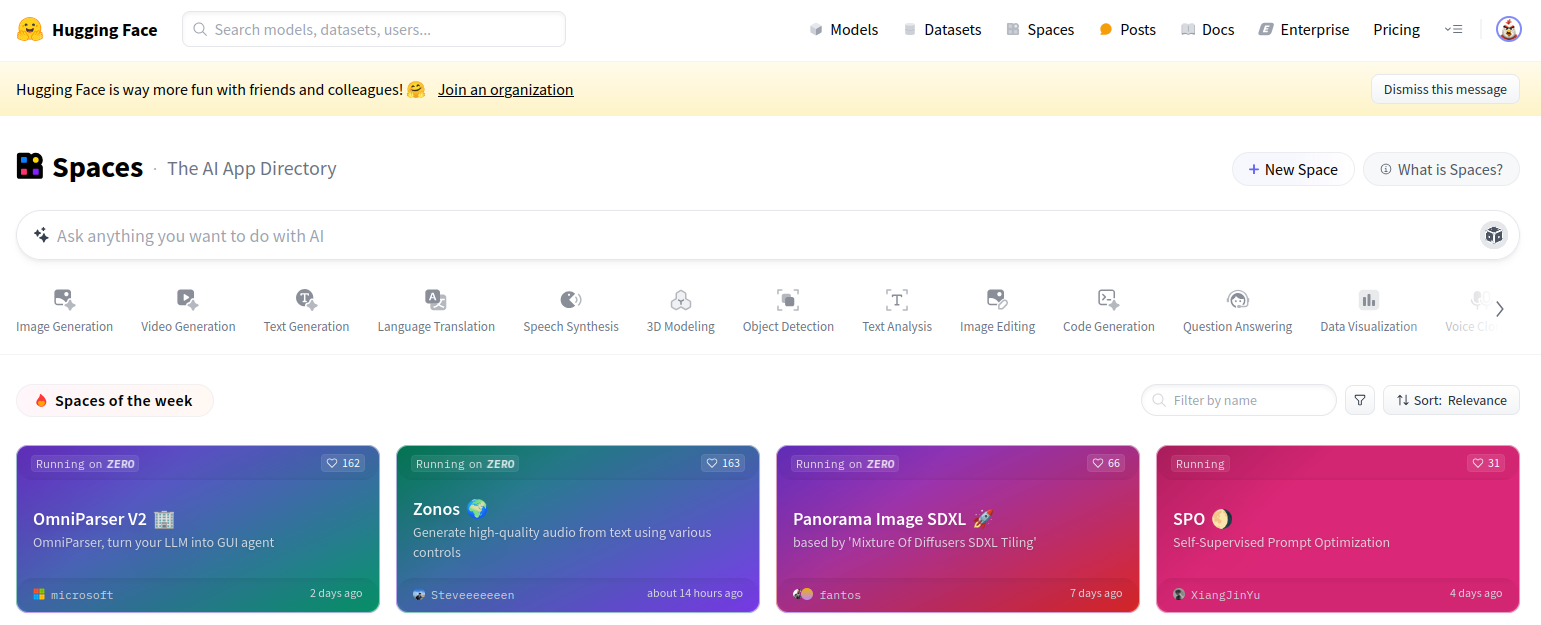 Hugging Face
Search models, datasets, users...
Models
Datasets
Spaces
Posts
Docs
Enterprise
Pricing
Hugging Face is way more fun with friends and colleagues! 🤗 Join an organization
Dismiss this message
Spaces · The AI App Directory
+ New Space
What is Spaces?
Ask anything you want to do with AI
Image Generation
Video Generation
Text Generation
Language Translation
Speech Synthesis
3D Modeling
Object Detection
Text Analysis
Image Editing
Code Generation
Question Answering
Data Visualization
Voice
🔥 Spaces of the week
Filter by name
Sort: Relevance
Running on ZERO
162
OmniParser V2 🏢
OmniParser, turn your LLM into GUI agent
microsoft
2 days ago
Running on ZERO
163
Zonos 🌍
Generate high-quality audio from text using various
controls
Steveeeeeeen
about 14 hours ago
Running on ZERO
66
Panorama Image SDXL 🚀
based by 'Mixture Of Diffusers SDXL Tiling'
fantos
7 days ago
Running
31
SPO 🌖
Self-Supervised Prompt Optimization
XiangJinYu
4 days ago